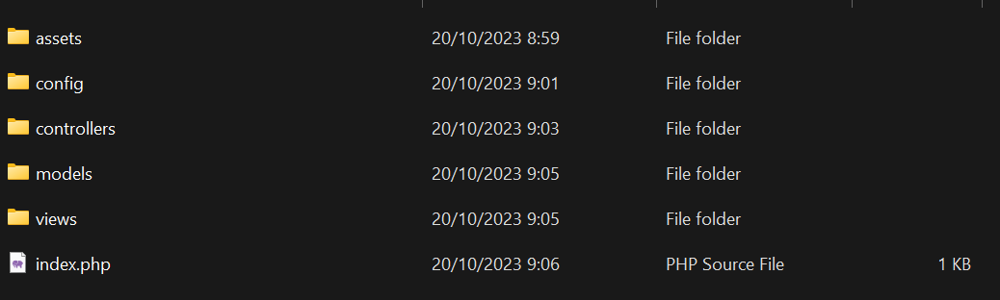 assets 20/10/2023 8:59 File folder
config 20/10/2023 9:01 File folder
controllers 20/10/2023 9:03 File folder
models 20/10/2023 9:05 File folder
views 20/10/2023 9:05 File folder
index.php 20/10/2023 9:06 PHP Source File 1 KB